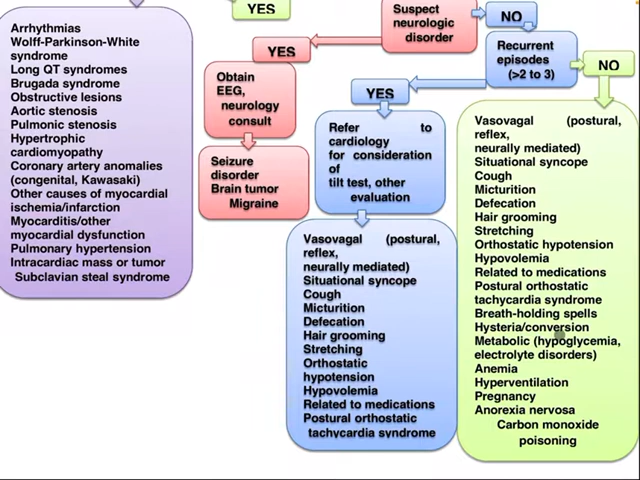 YES
Suspect
neurologic
disorder
NO
YES
Recurrent
episodes
(>2 to 3)
NO
Arrhythmias
Wolff-Parkinson-White
syndrome
Long QT syndromes
Brugada syndrome
Obstructive lesions
Aortic stenosis
Pulmonic stenosis
Hypertrophic
cardiomyopathy
Coronary artery anomalies
(congenital, Kawasaki)
Other causes of myocardial
ischemia/infarction
Myocarditis/other
myocardial dysfunction
Pulmonary hypertension
Intracardiac mass or tumor
Subclavian steal syndrome
Obtain
EEG,
neurology
consult
Seizure
disorder
Brain tumor
Migraine
YES
Refer to
cardiology
for consideration
of
tilt test, other
evaluation
Vasovagal (postural,
reflex,
neurally mediated)
Situational syncope
Cough
Micturition
Defecation
Hair grooming
Stretching
Orthostatic
hypotension
Hypovolemia
Related to medications
Postural orthostatic
tachycardia syndrome
Vasovagal (postural,
reflex,
neurally mediated)
Situational syncope
Cough
Micturition
Defecation
Hair grooming
Stretching
Orthostatic hypotension
Hypovolemia
Related to medications
Postural orthostatic
tachycardia syndrome
Breath-holding spells
Hysteria/conversion
Metabolic (hypoglycemia,
electrolyte disorders)
Anemia
Hyperventilation
Pregnancy
Anorexia nervosa
Carbon monoxide
poisoning